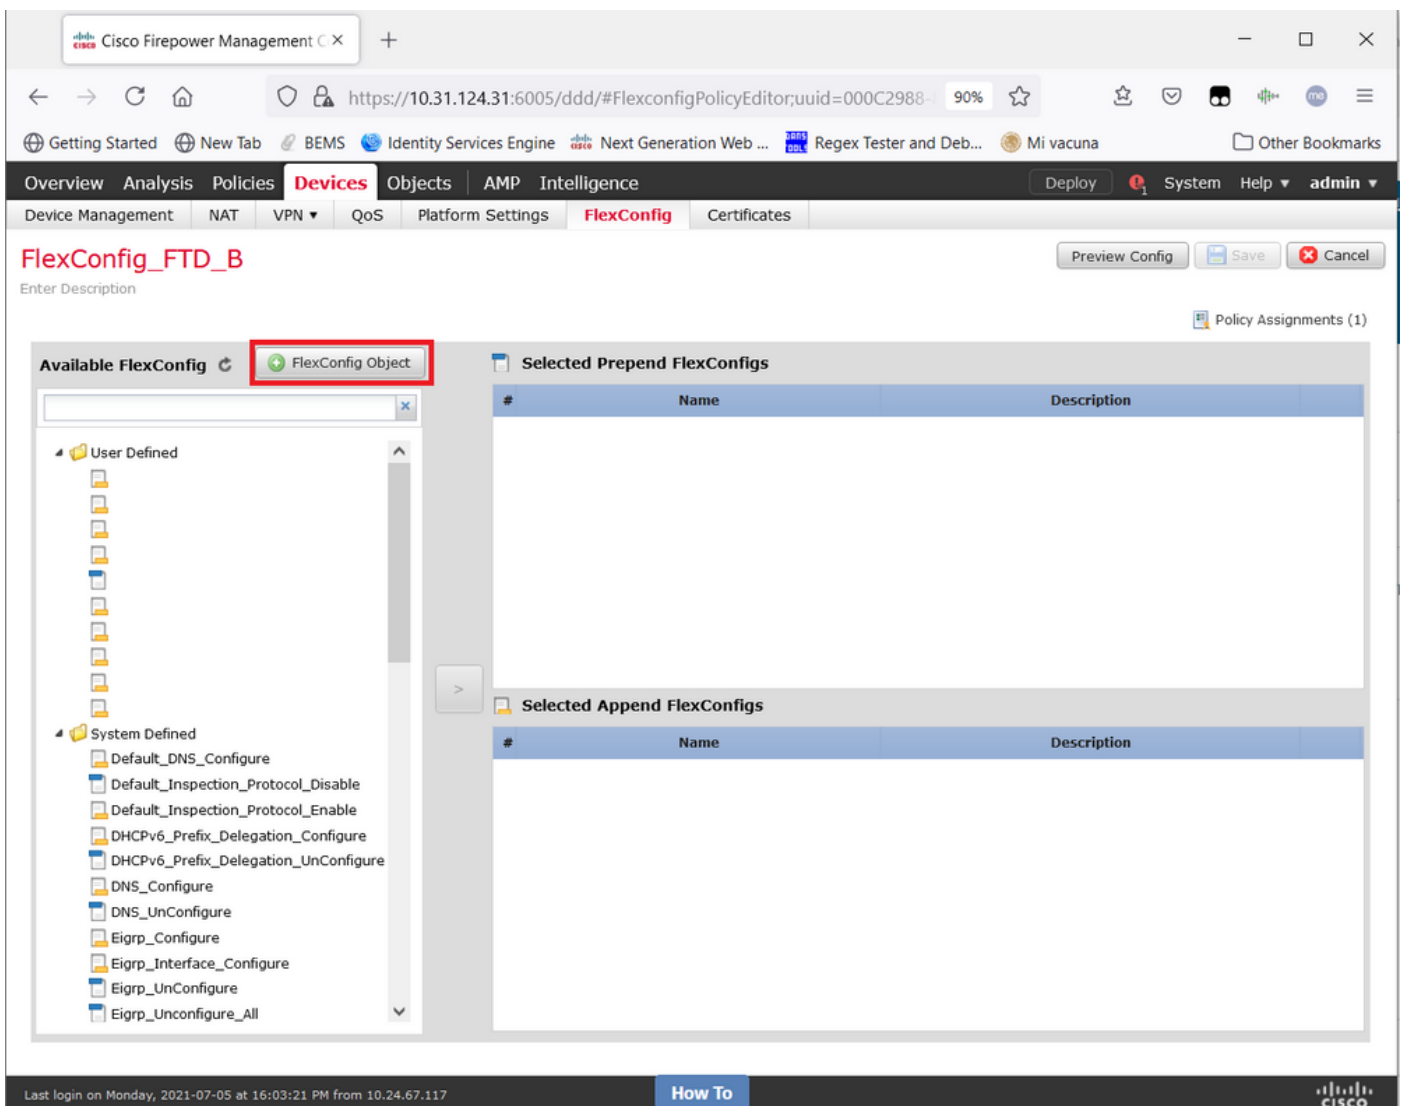 Cisco Firepower Management C
https://10.31.124.31:6005/ddd/#FlexconfigPolicyEditor;uuid=000C2988- 90%
Getting Started New Tab BEMS Identity Services Engine Next Generation Web ... Regex Tester and Deb... Mi vacuna Other Bookmarks
Overview Analysis Policies Devices Objects AMP Intelligence Deploy 1 System Help admin
Device Management NAT VPN QoS Platform Settings FlexConfig Certificates
FlexConfig_FTD_B
Preview Config Save Cancel
Enter Description
Policy Assignments (1)
Available FlexConfig FlexConfig Object
Selected Prepend FlexConfigs
# Name Description
User Defined
Selected Append FlexConfigs
# Name Description
System Defined
Default_DNS_Configure
Default_Inspection_Protocol_Disable
Default_Inspection_Protocol_Enable
DHCPv6_Prefix_Delegation_Configure
DHCPv6_Prefix_Delegation_UnConfigure
DNS_Configure
DNS_UnConfigure
Eigrp_Configure
Eigrp_Interface_Configure
Eigrp_UnConfigure
Eigrp_Unconfigure_All
Last login on Monday, 2021-07-05 at 16:03:21 PM from 10.24.67.117
How To
CISCO